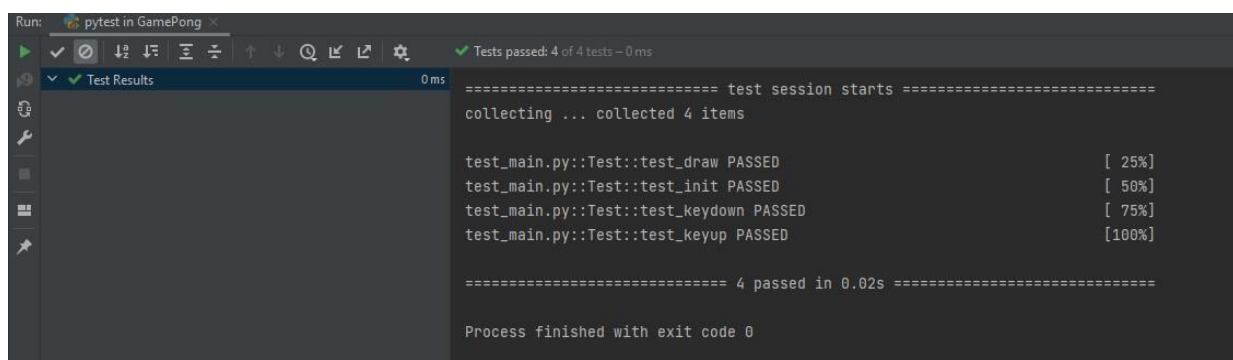 Run: pytest in GamePong
Tests passed: 4 of 4 tests – 0 ms
Test Results 0 ms
============================= test session starts =============================
collecting ... collected 4 items
test_main.py::Test::test_draw PASSED [ 25%]
test_main.py::Test::test_init PASSED [ 50%]
test_main.py::Test::test_keydown PASSED [ 75%]
test_main.py::Test::test_keyup PASSED [100%]
============================== 4 passed in 0.02s ==============================
Process finished with exit code 0